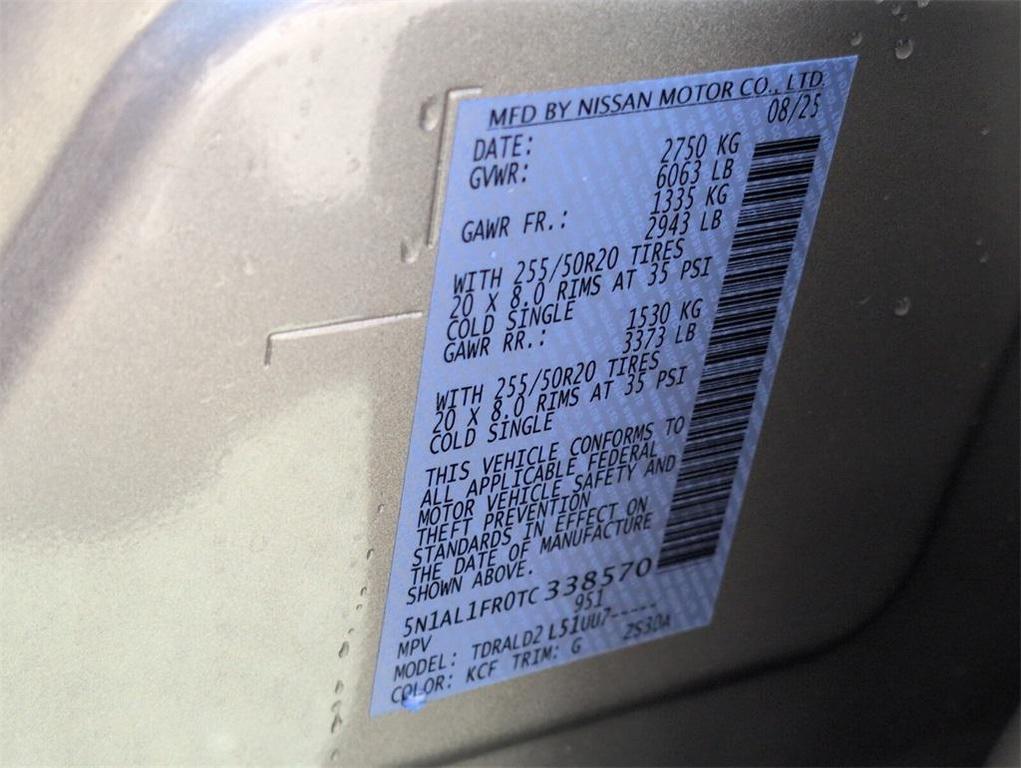 MFD BY NISSAN MOTOR CO., LTD.
DATE: 08/25
GVWR: 2750 KG
6063 LB
GAWR FR.: 1335 KG
2943 LB
WITH 255/50R20 TIRES
20 X 8.0 RIMS AT 35 PSI
COLD SINGLE
GAWR RR.: 1530 KG
3373 LB
WITH 255/50R20 TIRES
20 X 8.0 RIMS AT 35 PSI
COLD SINGLE
THIS VEHICLE CONFORMS TO
ALL APPLICABLE FEDERAL
MOTOR VEHICLE SAFETY AND
THEFT PREVENTION
STANDARDS IN EFFECT ON
THE DATE OF MANUFACTURE
SHOWN ABOVE.
5N1AL1FR0TC338570
MPV 951
MODEL: TDRALD2 L51UU7-----
COLOR: KCF TRIM: G 2S3DA